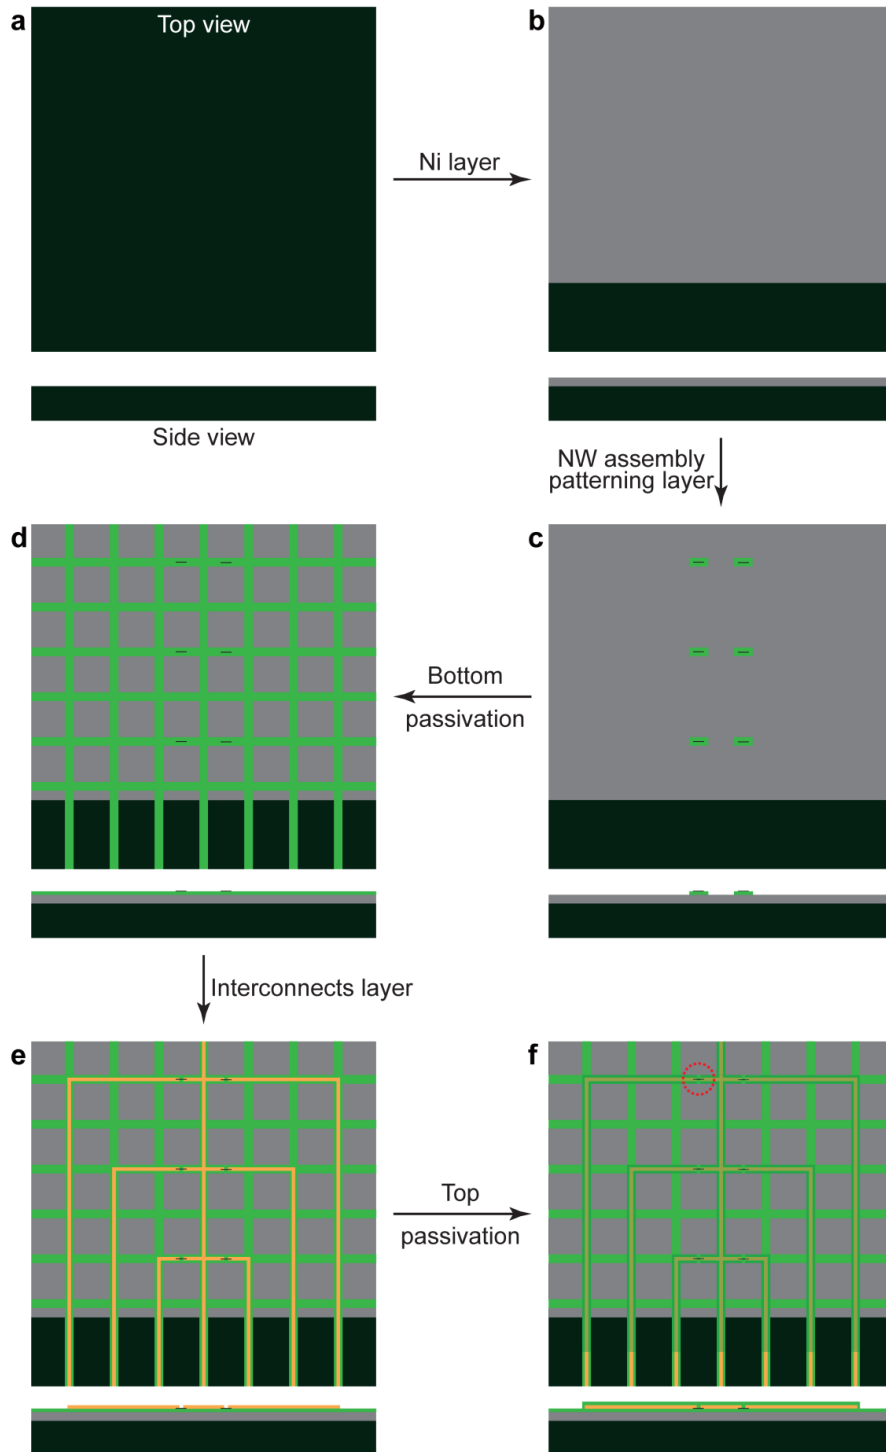 a
Top view
b
Ni layer
Side view
NW assembly
patterning layer
d
c
Bottom
passivation
Interconnects layer
e
f
Top
passivation